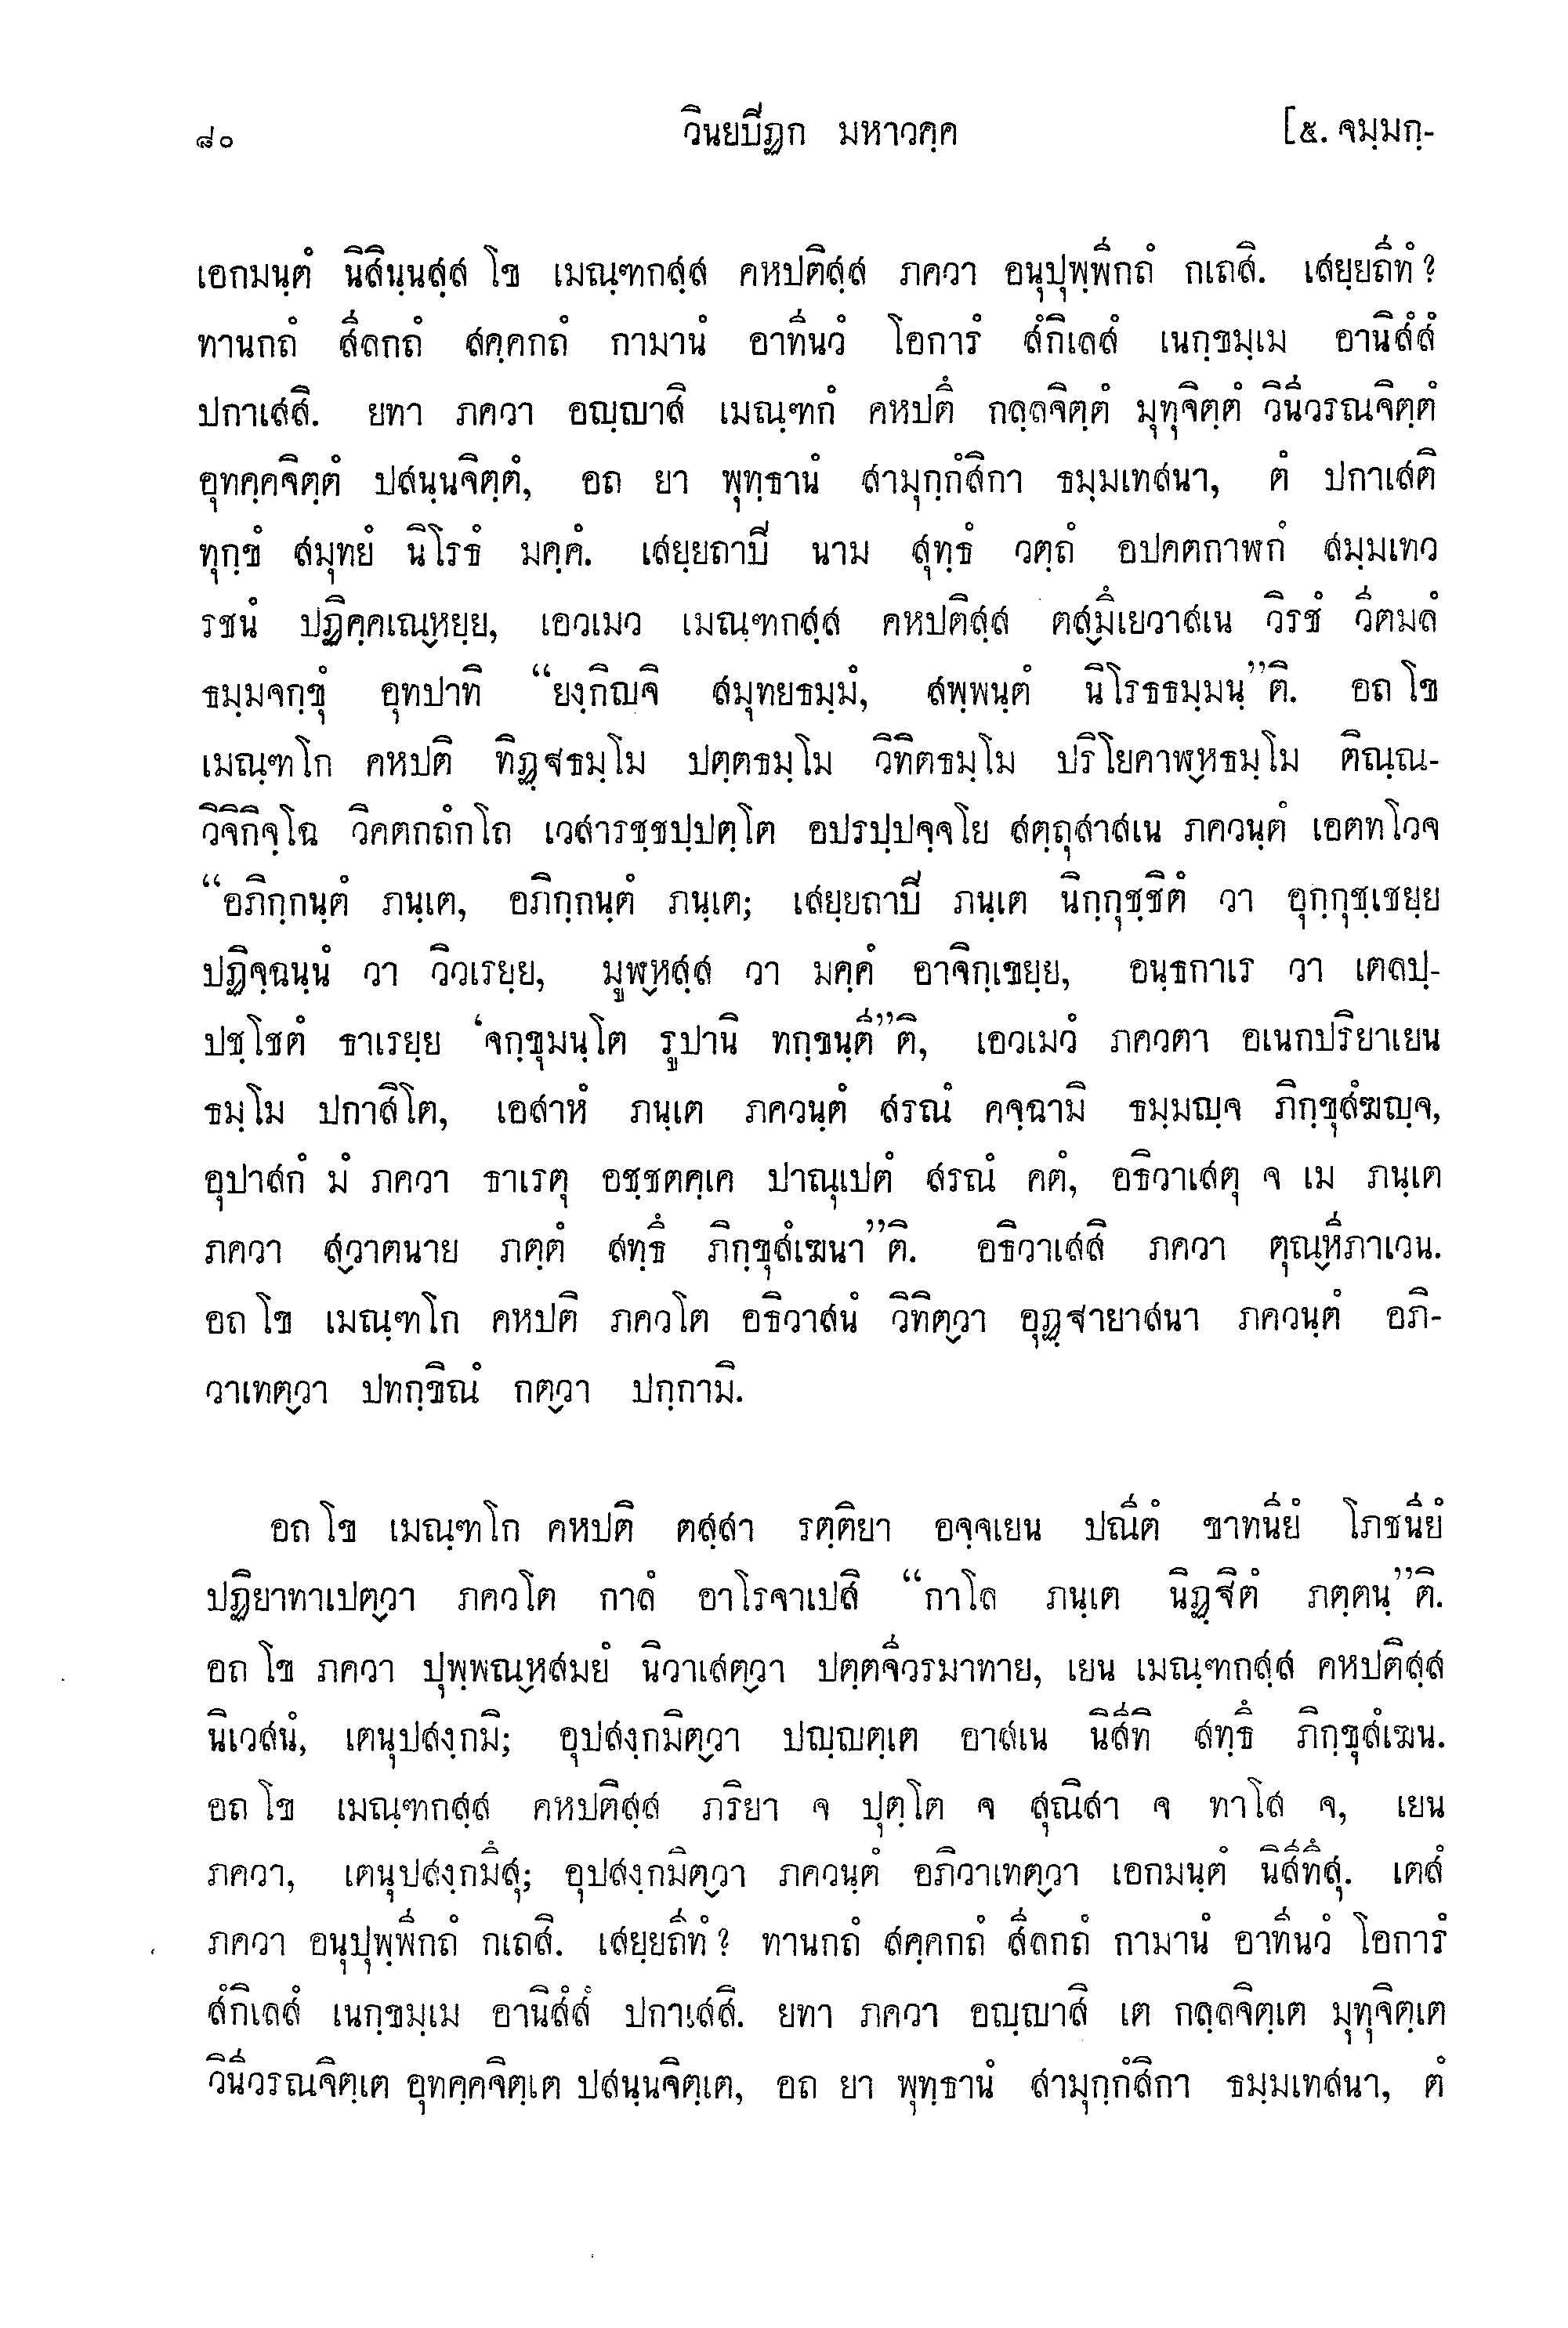 ๘๐ วินยปีฏก มหาวคฺค [๕. จมฺมกฺ-
เอกมนฺตํ นิสินฺนสฺส โข เมณฺฑกสฺส คหปติสฺส ภควา อนุปุพฺพีกถํ กเถสิ. เสยฺยถีทํ ?
ทานกถํ สีลกถํ สคฺคกถํ กามานํ อาทีนวํ โอการํ สํกิเลสํ เนกฺขมฺเม อานิสํสํ
ปกาเสสิ. ยทา ภควา อญฺญาสิ เมณฺฑกํ คหปตึ กลฺลจิตฺตํ มุทุจิตฺตํ วินีวรณจิตฺตํ
อุทคฺคจิตฺตํ ปสนฺนจิตฺตํ, อถ ยา พุทฺธานํ สามุกฺกํสิกา ธมฺมเทสนา, ตํ ปกาเสติ
ทุกฺขํ สมุทยํ นิโรธํ มคฺคํ. เสยฺยถาปี นาม สุทฺธํ วตฺถํ อปคตกาฬกํ สมฺมเทว
รชนํ ปฏิคฺคเณฺหยฺย, เอวเมว เมณฺฑกสฺส คหปติสฺส ตสฺมึเยวาสเน วิรชํ วีตมลํ
ธมฺมจกฺขุํ อุทปาทิ “ยงฺกิญฺจิ สมุทยธมฺมํ, สพฺพนฺตํ นิโรธธมฺมนฺ”ติ. อถ โข
เมณฺฑโก คหปติ ทิฏฺฐธมฺโม ปตฺตธมฺโม วิทิตธมฺโม ปริโยคาฬฺหธมฺโม ติณฺณ-
วิจิกิจฺโฉ วิคตกถํกโถ เวสารชฺชปฺปตฺโต อปรปฺปจฺจโย สตฺถุสาสเน ภควนฺตํ เอตทโวจ
“อภิกฺกนฺตํ ภนฺเต, อภิกฺกนฺตํ ภนฺเต; เสยฺยถาปี ภนฺเต นิกฺกุชฺชิตํ วา อุกฺกุชฺเชยฺย
ปฏิจฺฉนฺนํ วา วิวเรยฺย, มูฬฺหสฺส วา มคฺคํ อาจิกฺเขยฺย, อนฺธกาเร วา เตลปฺ-
ปชฺโชตํ ธาเรยฺย ‘จกฺขุมนฺโต รูปานิ ทกฺขนฺตี”ติ, เอวเมวํ ภควตา อเนกปริยาเยน
ธมฺโม ปกาสิโต, เอสาหํ ภนฺเต ภควนฺตํ สรณํ คจฺฉามิ ธมฺมญฺจ ภิกฺขุสํฆญฺจ,
อุปาสกํ มํ ภควา ธาเรตุ อชฺชตคฺเค ปาณุเปตํ สรณํ คตํ, อธิวาเสตุ จ เม ภนฺเต
ภควา สฺวาตนาย ภตฺตํ สทฺธึ ภิกฺขุสํเฆนา”ติ. อธิวาเสสิ ภควา ตุณฺหีภาเวน.
อถ โข เมณฺฑโก คหปติ ภควโต อธิวาสนํ วิทิตฺวา อุฏฺฐายาสนา ภควนฺตํ อภิ-
วาเทตฺวา ปทกฺขิณํ กตฺวา ปกฺกามิ.
อถ โข เมณฺฑโก คหปติ ตสฺสา รตฺติยา อจฺจเยน ปณีตํ ขาทนียํ โภชนียํ
ปฏิยาทาเปตฺวา ภควโต กาลํ อาโรจาเปสิ “กาโล ภนฺเต นิฏฺฐิตํ ภตฺตนฺ”ติ.
อถ โข ภควา ปุพฺพณฺหสมยํ นิวาเสตฺวา ปตฺตจีวรมาทาย, เยน เมณฺฑกสฺส คหปติสฺส
นิเวสนํ, เตนุปสงฺกมิ; อุปสงฺกมิตฺวา ปญฺญตฺเต อาสเน นิสีทิ สทฺธึ ภิกฺขุสํเฆน.
อถ โข เมณฺฑกสฺส คหปติสฺส ภริยา จ ปุตฺโต จ สุณิสา จ ทาโส จ, เยน
ภควา, เตนุปสงฺกมึสุ; อุปสงฺกมิตฺวา ภควนฺตํ อภิวาเทตฺวา เอกมนฺตํ นิสีทึสุ. เตสํ
ภควา อนุปุพฺพีกถํ กเถสิ. เสยฺยถีทํ ? ทานกถํ สคฺคกถํ สีลกถํ กามานํ อาทีนวํ โอการํ
สํกิเลสํ เนกฺขมฺเม อานิสํสํ ปกาเสสิ. ยทา ภควา อญฺญาสิ เต กลฺลจิตฺเต มุทุจิตฺเต
วินีวรณจิตฺเต อุทคฺคจิตฺเต ปสนฺนจิตฺเต, อถ ยา พุทฺธานํ สามุกฺกํสิกา ธมฺมเทสนา, ตํ